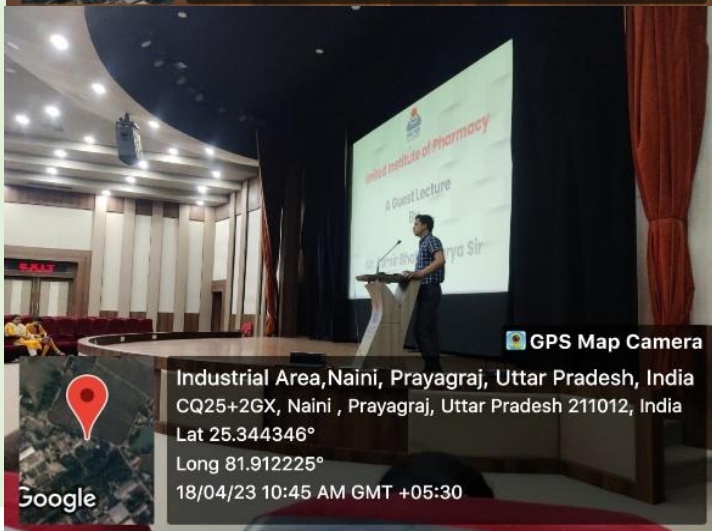 United Institute of Pharmacy
A Guest Lecture
By
Sir
EXIT
GPS Map Camera
Industrial Area,Naini, Prayagraj, Uttar Pradesh, India
CQ25+2GX, Naini , Prayagraj, Uttar Pradesh 211012, India
Lat 25.344346°
Long 81.912225°
18/04/23 10:45 AM GMT +05:30
Google